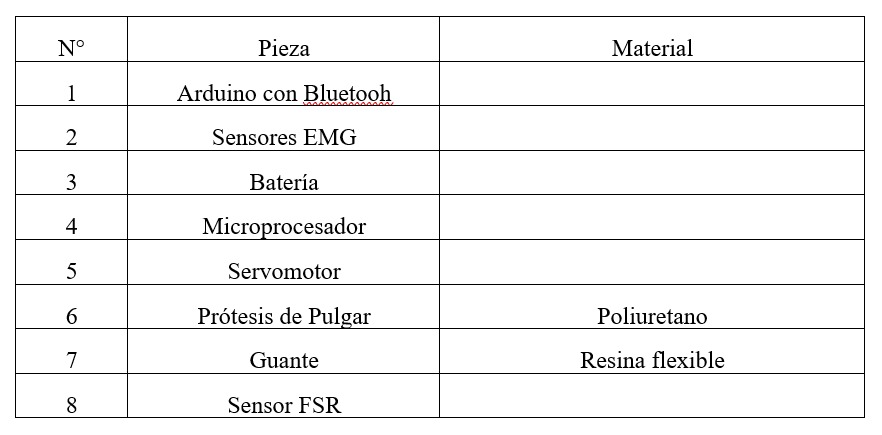 N° Pieza Material
1 Arduino con Bluetooh
2 Sensores EMG
3 Batería
4 Microprocesador
5 Servomotor
6 Prótesis de Pulgar Poliuretano
7 Guante Resina flexible
8 Sensor FSR